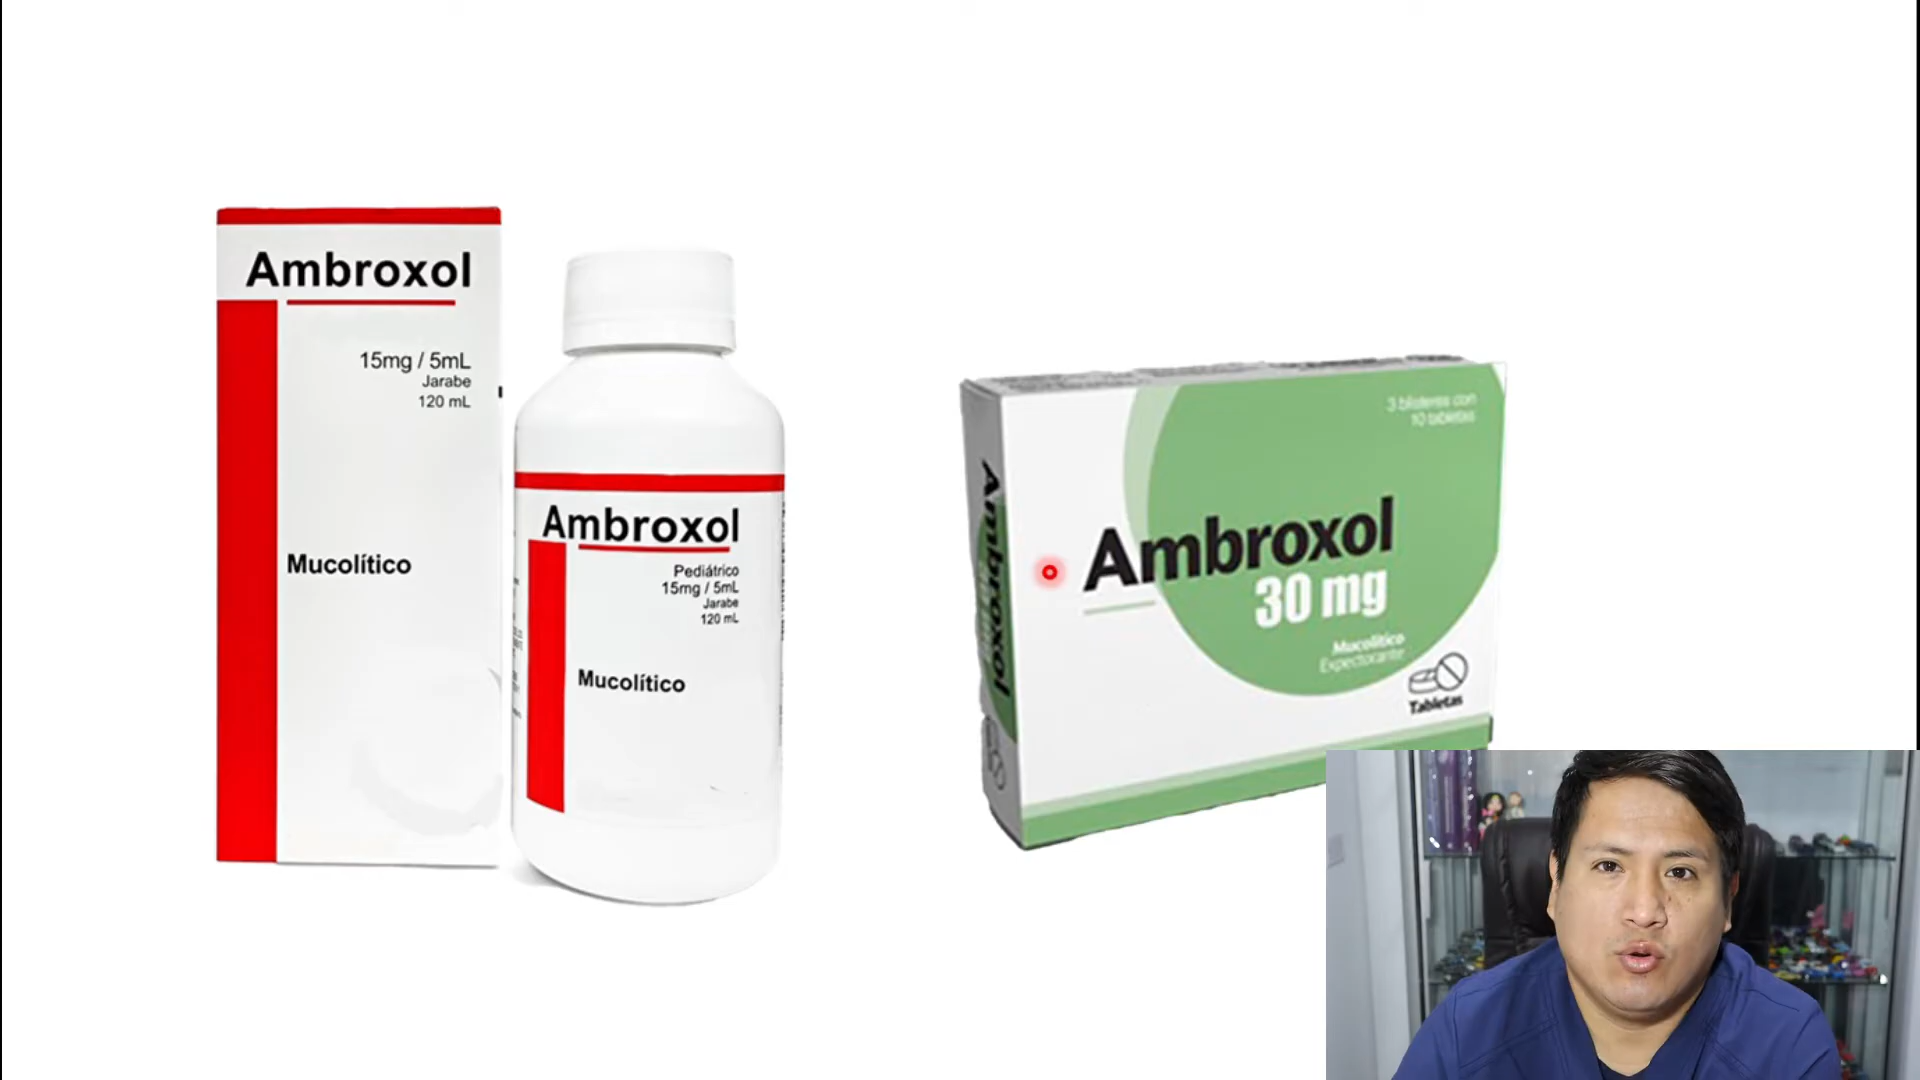 Ambroxol
15mg / 5mL
Jarabe
120 mL
Mucolítico
Ambroxol
Pediátrico
15mg / 5mL
Jarabe
120 mL
Mucolítico
3 blísteres con
10 tabletas
Ambroxol
30 mg
Mucolítico
Expectorante
Tabletas
Ambroxol